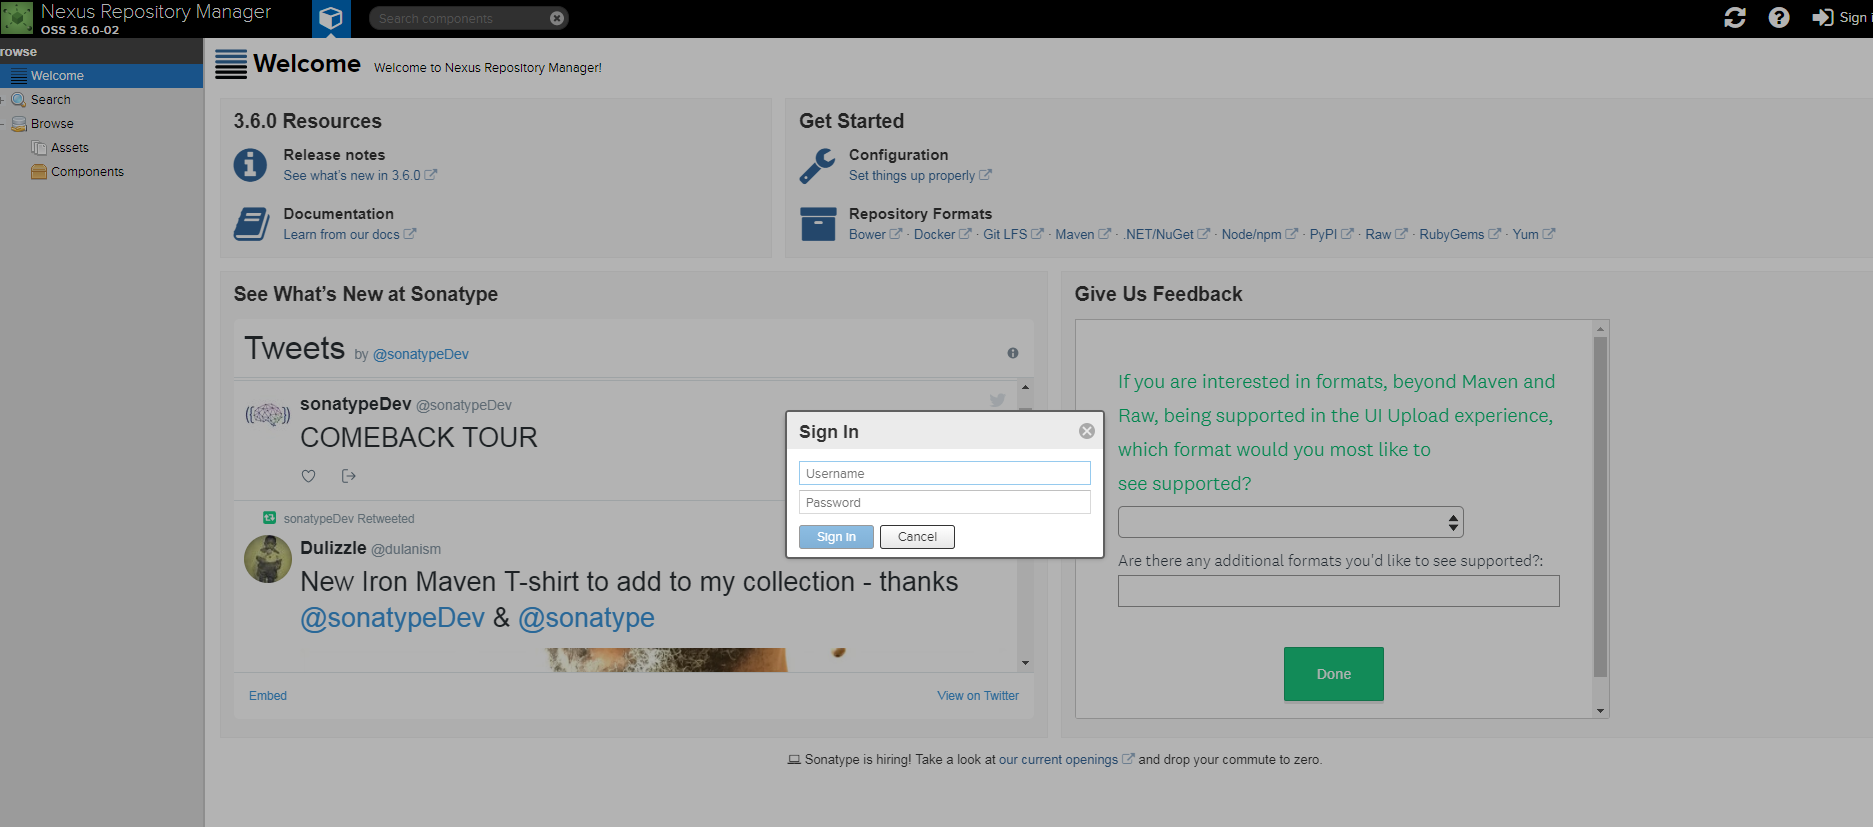 Nexus Repository Manager
OSS 3.6.0-02
Search components
Sign i
rowse
Welcome
Search
Browse
Assets
Components
Welcome Welcome to Nexus Repository Manager!
3.6.0 Resources
Release notes
See what's new in 3.6.0
Documentation
Learn from our docs
Get Started
Configuration
Set things up properly
Repository Formats
Bower · Docker · Git LFS · Maven · .NET/NuGet · Node/npm · PyPI · Raw · RubyGems · Yum
See What's New at Sonatype
Tweets by @sonatypeDev
sonatypeDev @sonatypeDev
COMEBACK TOUR
sonatypeDev Retweeted
Dulizzle @dulanism
New Iron Maven T-shirt to add to my collection - thanks
@sonatypeDev & @sonatype
Embed
View on Twitter
Sign In
Username
Password
Sign In
Cancel
Give Us Feedback
If you are interested in formats, beyond Maven and
Raw, being supported in the UI Upload experience,
which format would you most like to
see supported?
Are there any additional formats you'd like to see supported?:
Done
Sonatype is hiring! Take a look at our current openings and drop your commute to zero.